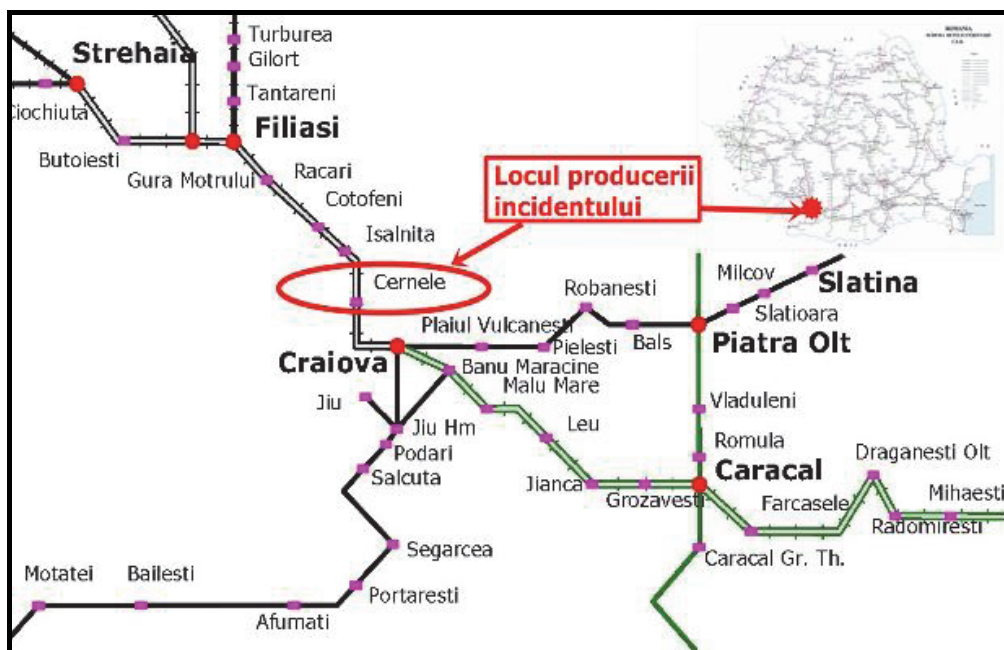 Turburea
Gilort
Strehaia
Tantareni
Ciochiuta
Filiasi
Butoiesti
Gura Motrului
Racari
Cotofeni
Isalnita
Cernele
Locul producerii
incidentului
ROMANIA
Milcov
Slatina
Slatioara
Robanesti
Plaiul Vulcanesti
Bals
Piatra Olt
Pielesti
Craiova
Banu Maracine
Malu Mare
Jiu
Leu
Jiu Hm
Podari
Salcuta
Vladuleni
Romula
Caracal
Draganesti Olt
Jianca
Grozavesti
Farcasele
Mihaesti
Radomiresti
Segarcea
Caracal Gr. Th.
Motatei
Bailesti
Portaresti
Afumati